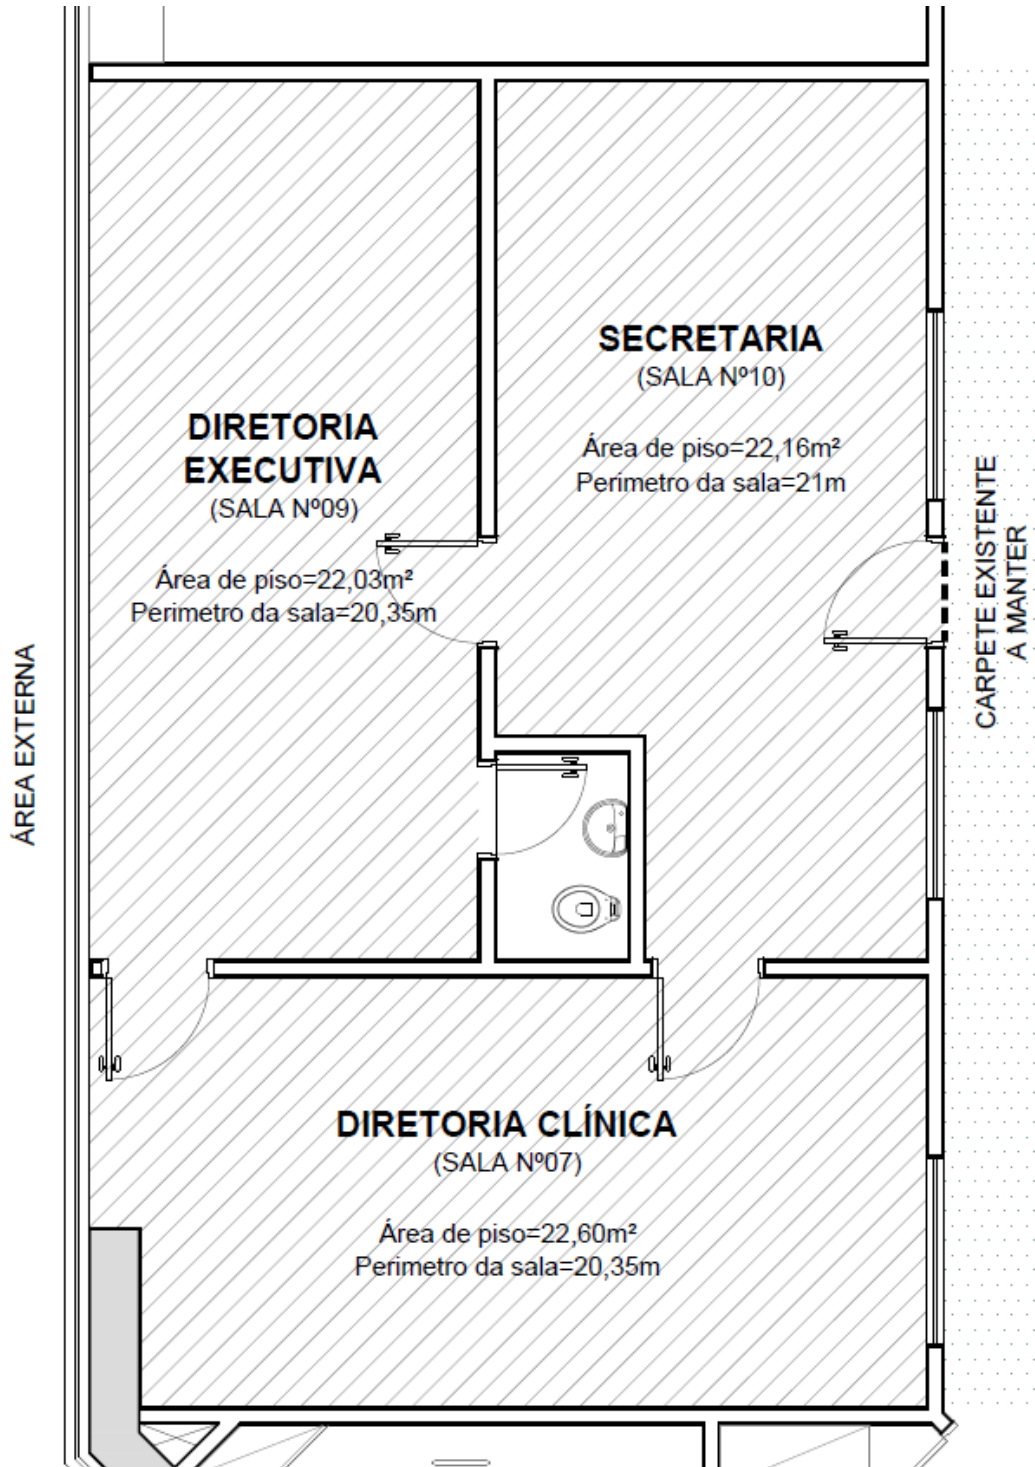 SECRETARIA
(SALA Nº10)
Área de piso=22,16m²
Perimetro da sala=21m
DIRETORIA
EXECUTIVA
(SALA Nº09)
Área de piso=22,03m²
Perimetro da sala=20,35m
ÁREA EXTERNA
CARPETE EXISTENTE
A MANTER
DIRETORIA CLÍNICA
(SALA Nº07)
Área de piso=22,60m²
Perimetro da sala=20,35m